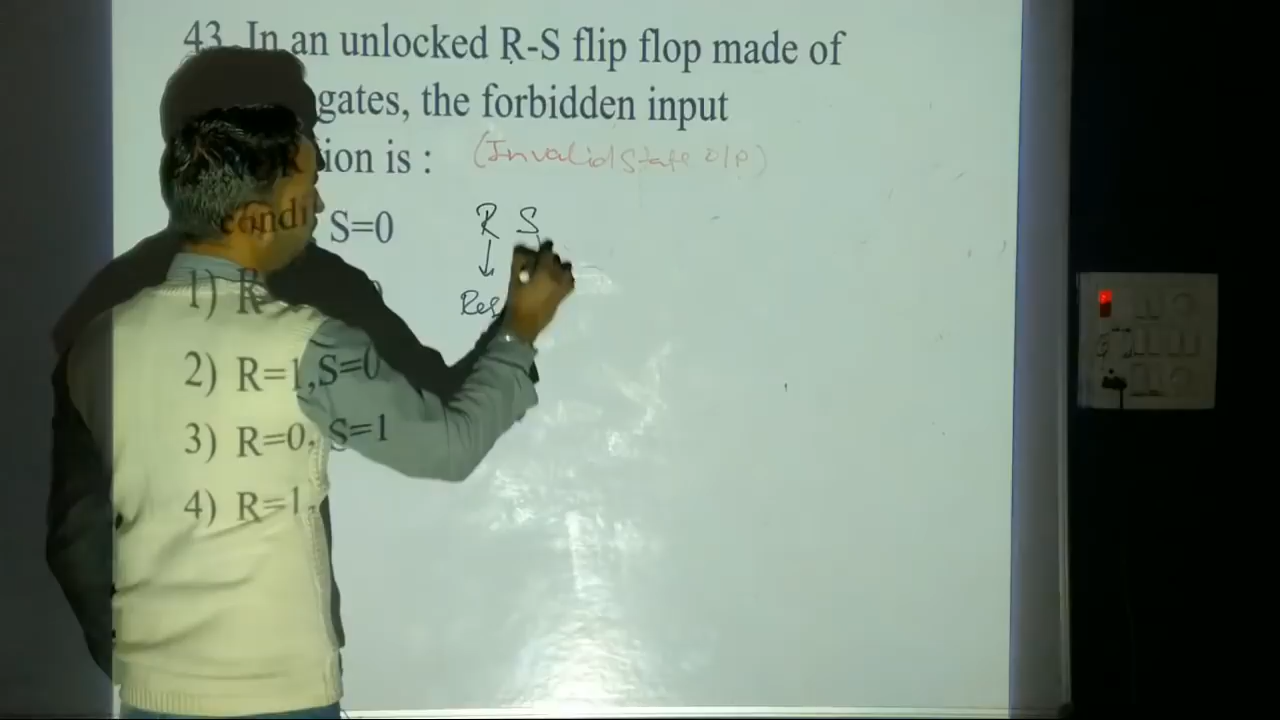 43. In an unlocked R-S flip flop made of
gates, the forbidden input
ion is : (Invalid State O/P)
condi S=0
R S
1) R=
2) R=1,S=0
3) R=0, S=1
4) R=1,